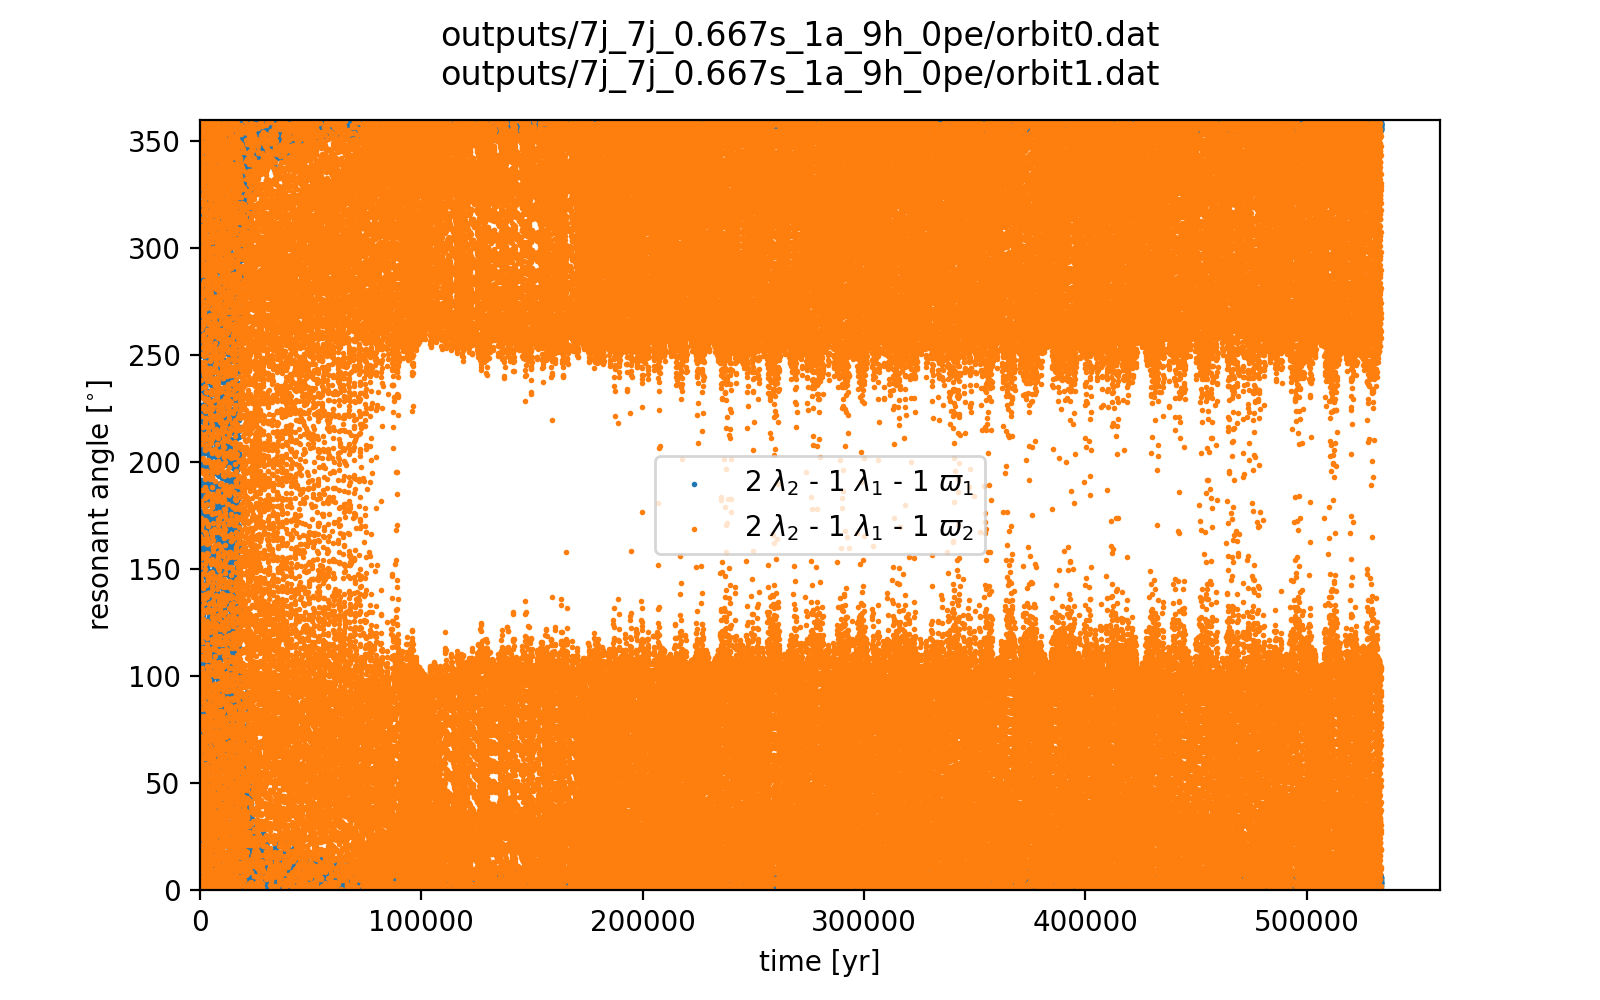 outputs/7j_7j_0.667s_1a_9h_0pe/orbit0.dat
outputs/7j_7j_0.667s_1a_9h_0pe/orbit1.dat
350
300
250
200
150
100
50
0
resonant angle [°]
2 λ₂ - 1 λ₁ - 1 ϖ₁
2 λ₂ - 1 λ₁ - 1 ϖ₂
0 100000 200000 300000 400000 500000
time [yr]